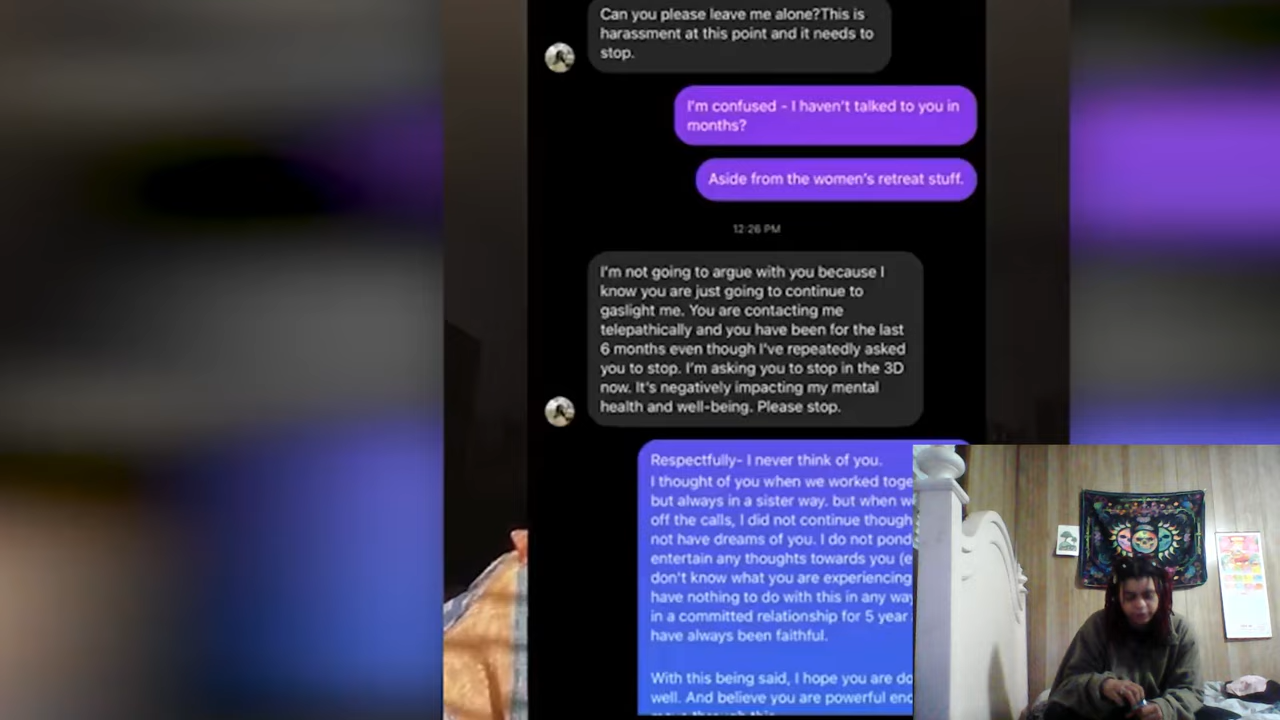 Can you please leave me alone?This is
harassment at this point and it needs to
stop.
I'm confused - I haven't talked to you in
months?
Aside from the women's retreat stuff.
12:26 PM
I'm not going to argue with you because I
know you are just going to continue to
gaslight me. You are contacting me
telepathically and you have been for the last
6 months even though I've repeatedly asked
you to stop. I'm asking you to stop in the 3D
now. It's negatively impacting my mental
health and well-being. Please stop.
Respectfully- I never think of you.
I thought of you when we worked toge
but always in a sister way. but when w
off the calls, I did not continue though
not have dreams of you. I do not pond
entertain any thoughts towards you (e
don't know what you are experiencing
have nothing to do with this in any way
in a committed relationship for 5 year
have always been faithful.
With this being said, I hope you are do
well. And believe you are powerful eno